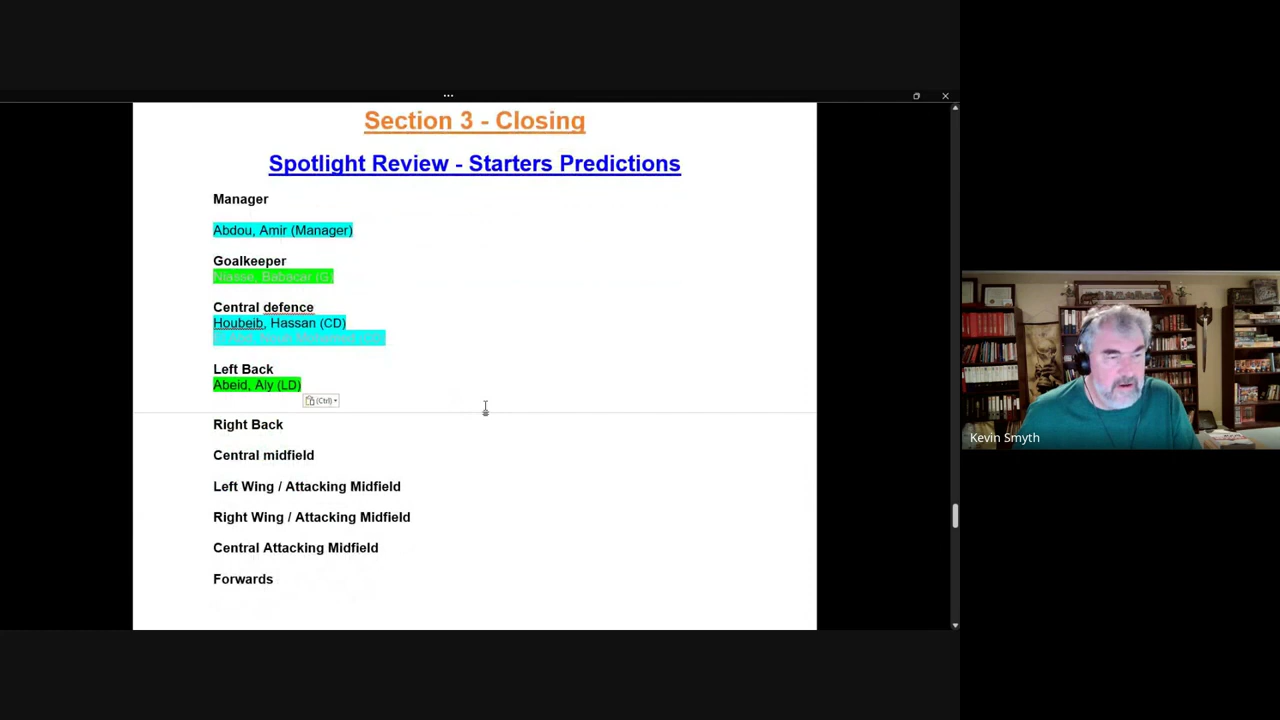 Section 3 - Closing
Spotlight Review - Starters Predictions
Manager
Abdou, Amir (Manager)
Goalkeeper
Niasse, Babacar (G)
Central defence
Houbeib, Hassan (CD)
Left Back
Abeid, Aly (LD)
(Ctrl)
Right Back
Central midfield
Left Wing / Attacking Midfield
Right Wing / Attacking Midfield
Central Attacking Midfield
Forwards
Kevin Smyth